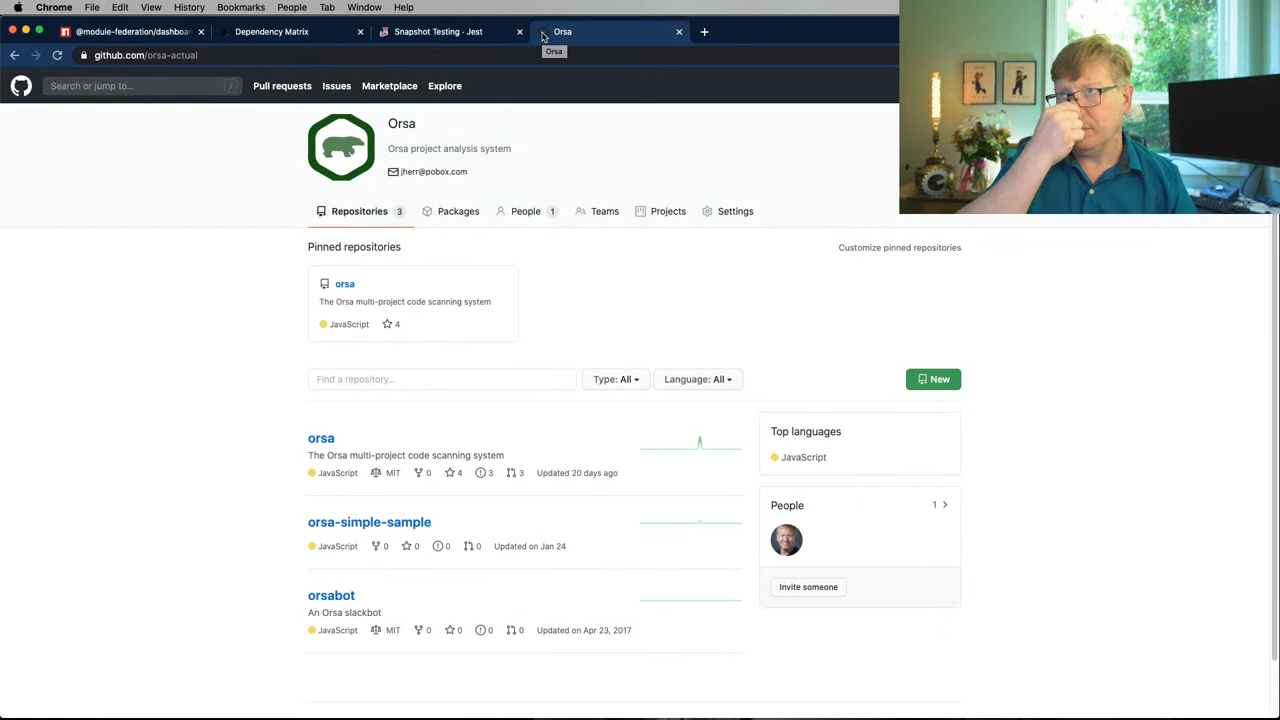 Chrome File Edit View History Bookmarks People Tab Window Help
@module-federation/dashboa
Dependency Matrix
Snapshot Testing · Jest
Orsa
github.com/orsa-actual
Orsa
Search or jump to... /
Pull requests Issues Marketplace Explore
Orsa
Orsa project analysis system
jherr@pobox.com
Repositories 3 Packages People 1 Teams Projects Settings
Pinned repositories
Customize pinned repositories
orsa
The Orsa multi-project code scanning system
JavaScript 4
Find a repository...
Type: All
Language: All
New
orsa
The Orsa multi-project code scanning system
JavaScript MIT 0 4 3 3 Updated 20 days ago
orsa-simple-sample
JavaScript 0 0 0 0 Updated on Jan 24
orsabot
An Orsa slackbot
JavaScript MIT 0 0 0 0 Updated on Apr 23, 2017
Top languages
JavaScript
People 1
Invite someone